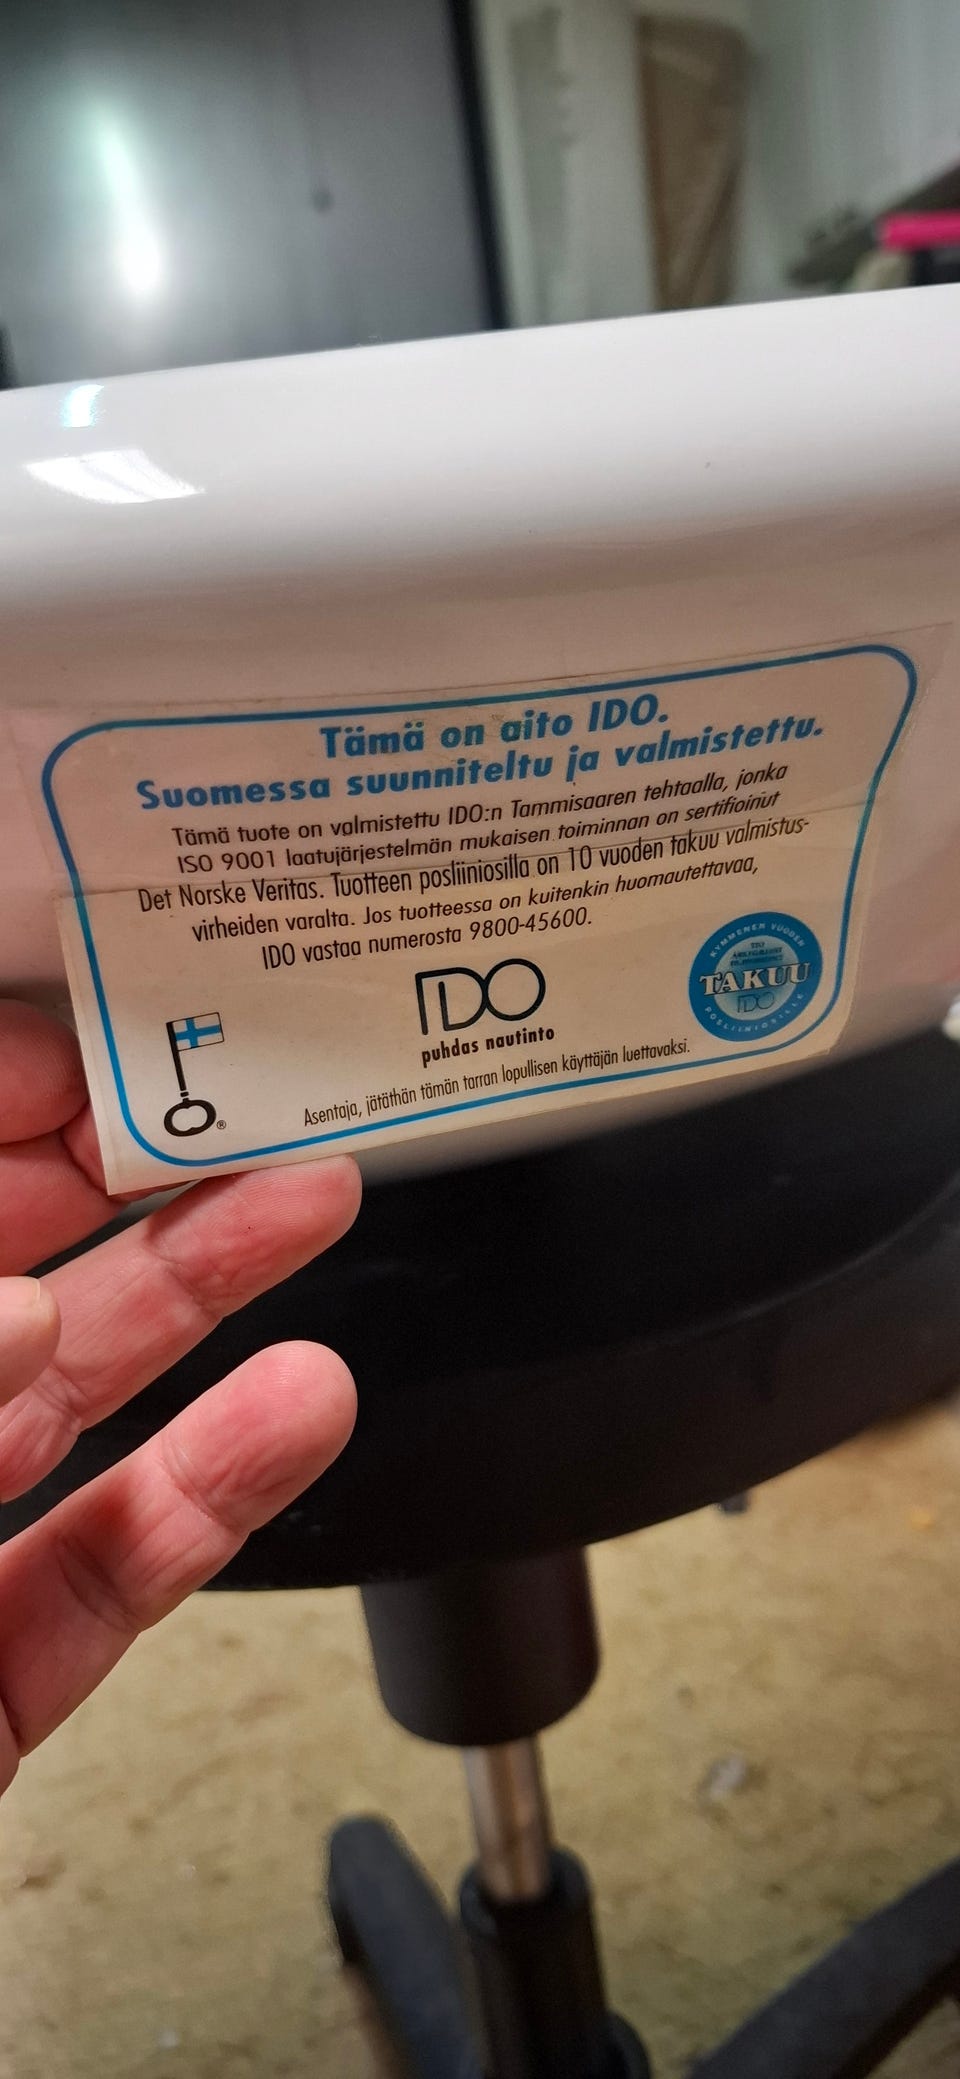 Tämä on aito IDO.
Suomessa suunniteltu ja valmistettu.
Tämä tuote on valmistettu IDO:n Tammisaaren tehtaalla, jonka
ISO 9001 laatujärjestelmän mukaisen toiminnan on sertifioinut
Det Norske Veritas. Tuotteen posliiniosilla on 10 vuoden takuu valmistus-
virheiden varalta. Jos tuotteessa on kuitenkin huomautettavaa,
IDO vastaa numerosta 9800-45600.
IDO
puhdas nautinto
Asentaja, jätäthän tämän tarran lopullisen käyttäjän luettavaksi.
®
KYMMENEN VUODEN
TAKUU
IDO
POSLIINIOSILLE